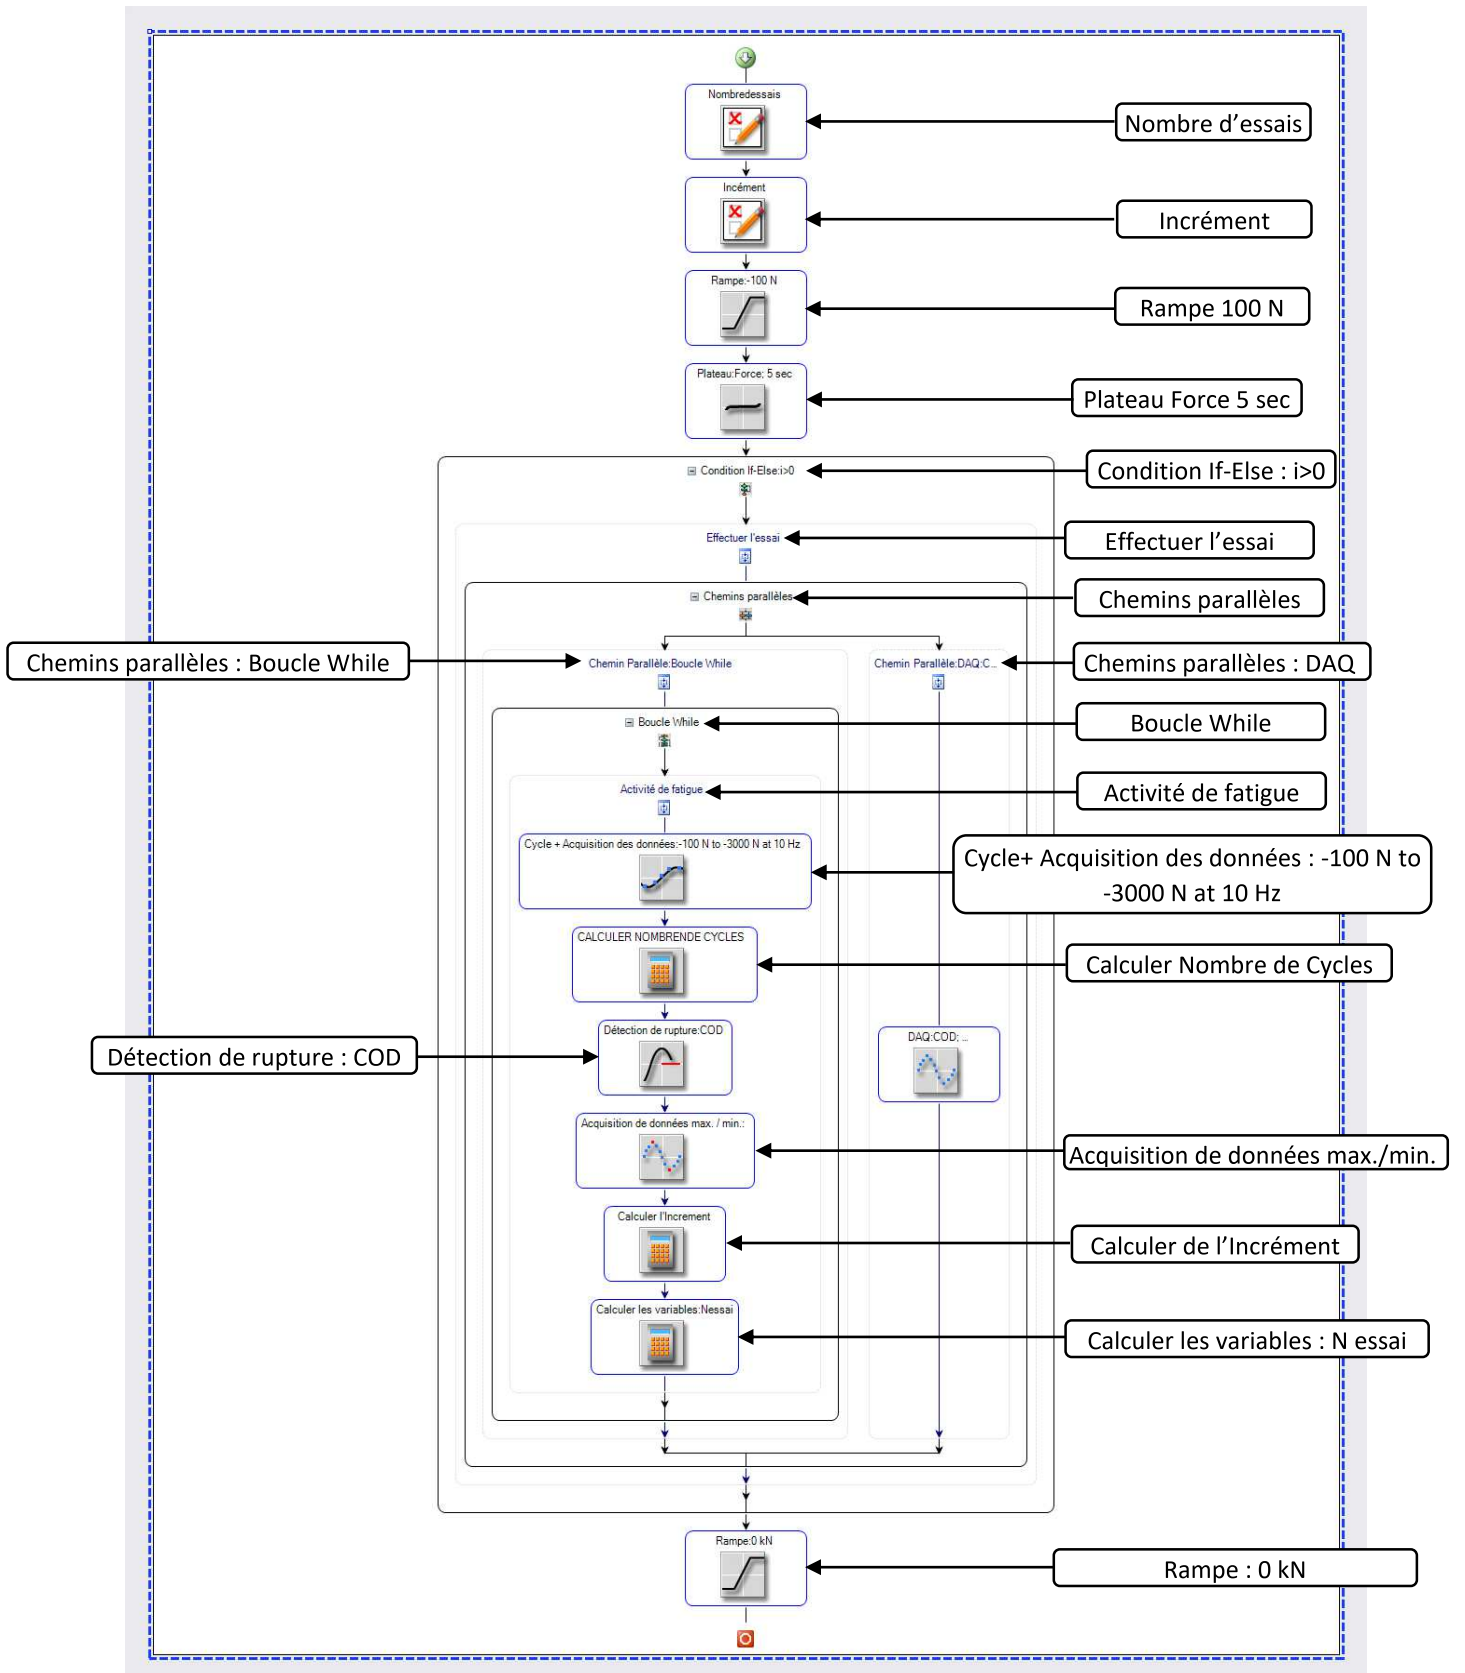 Nombredessais
Nombre d’essais
Incément
Incrément
Rampe:-100 N
Rampe 100 N
Plateau:Force; 5 sec
Plateau Force 5 sec
Condition If-Else:i>0
Condition If-Else : i>0
Effectuer l'essai
Effectuer l’essai
Chemins parallèles
Chemins parallèles
Chemins parallèles : Boucle While
Chemin Parallèle:Boucle While
Chemin Parallèle:DAQ:C...
Chemins parallèles : DAQ
Boucle While
Boucle While
Activité de fatigue
Activité de fatigue
Cycle + Acquisition des données:-100 N to -3000 N at 10 Hz
Cycle+ Acquisition des données : -100 N to
-3000 N at 10 Hz
CALCULER NOMBRENDE CYCLES
Calculer Nombre de Cycles
Détection de rupture : COD
Détection de rupture:COD
DAQ:COD; ...
Acquisition de données max. / min.:
Acquisition de données max./min.
Calculer l'Increment
Calculer de l’Incrément
Calculer les variables:Nessai
Calculer les variables : N essai
Rampe:0 kN
Rampe : 0 kN